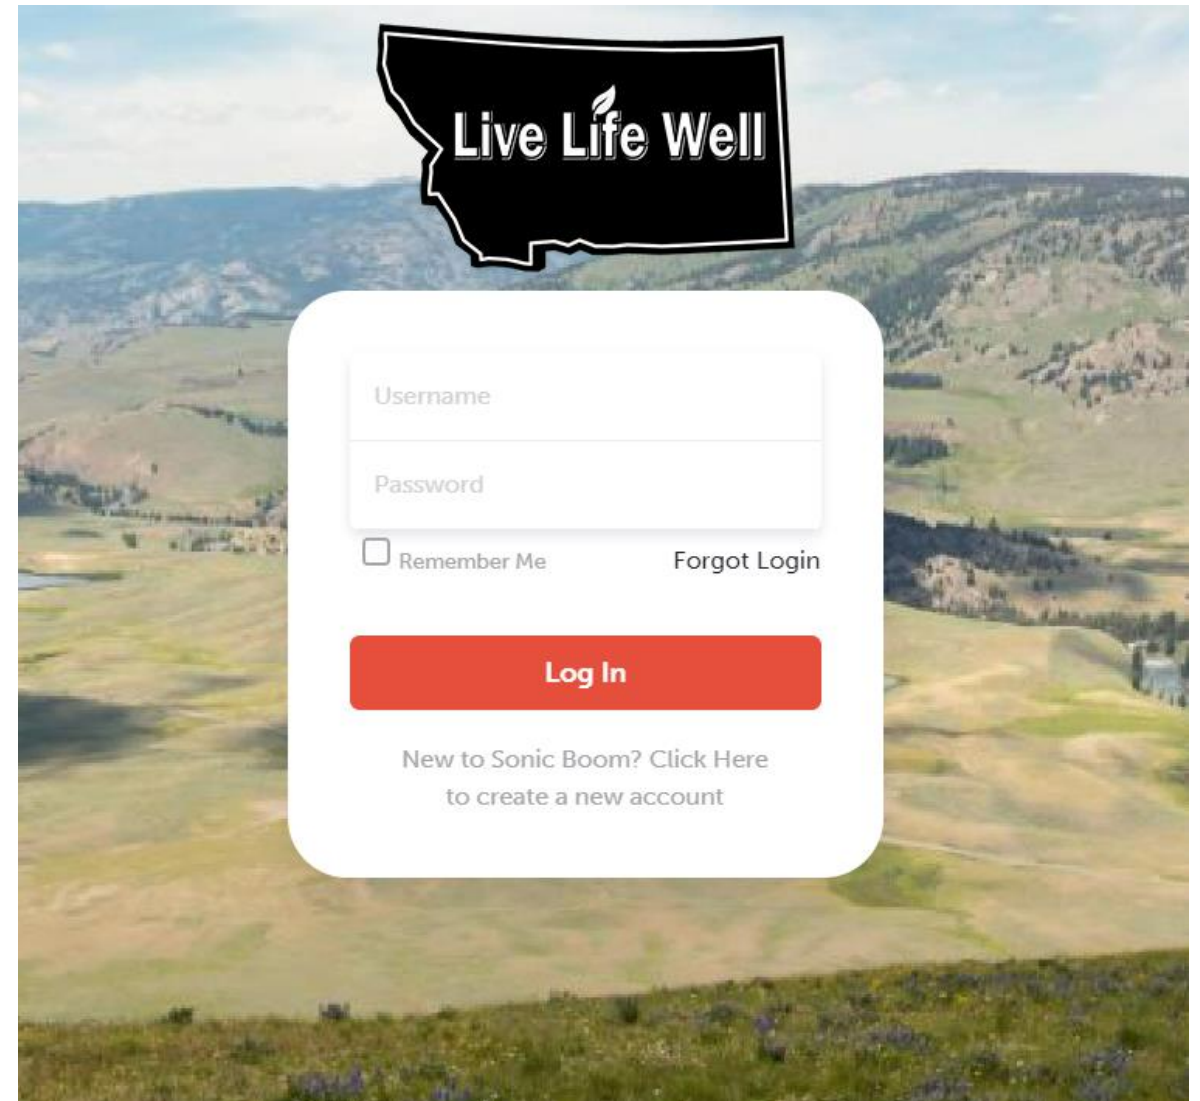 Live Life Well
Username
Password
Remember Me
Forgot Login
Log In
New to Sonic Boom? Click Here
to create a new account